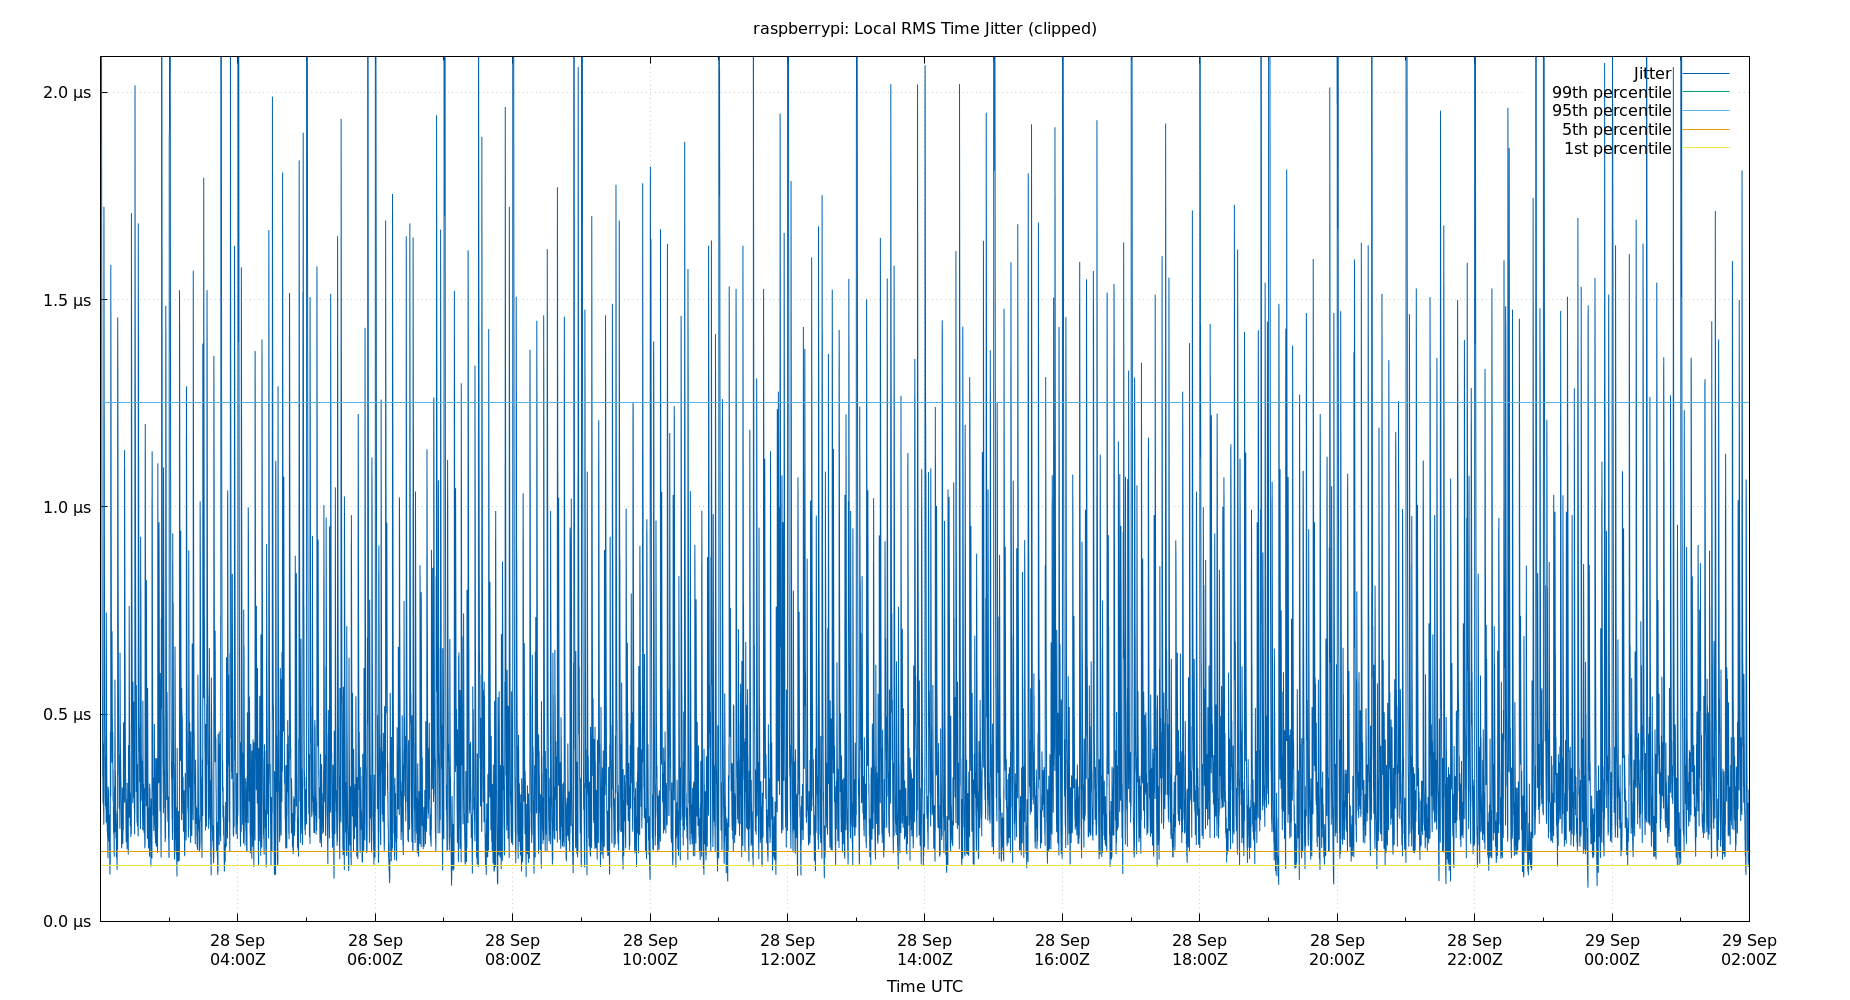 raspberrypi: Local RMS Time Jitter (clipped)
Jitter
99th percentile
95th percentile
5th percentile
1st percentile
2.0 µs
1.5 µs
1.0 µs
0.5 µs
0.0 µs
28 Sep 28 Sep 28 Sep 28 Sep 28 Sep 28 Sep 28 Sep 28 Sep 28 Sep 28 Sep 29 Sep 29 Sep
04:00Z 06:00Z 08:00Z 10:00Z 12:00Z 14:00Z 16:00Z 18:00Z 20:00Z 22:00Z 00:00Z 02:00Z
Time UTC